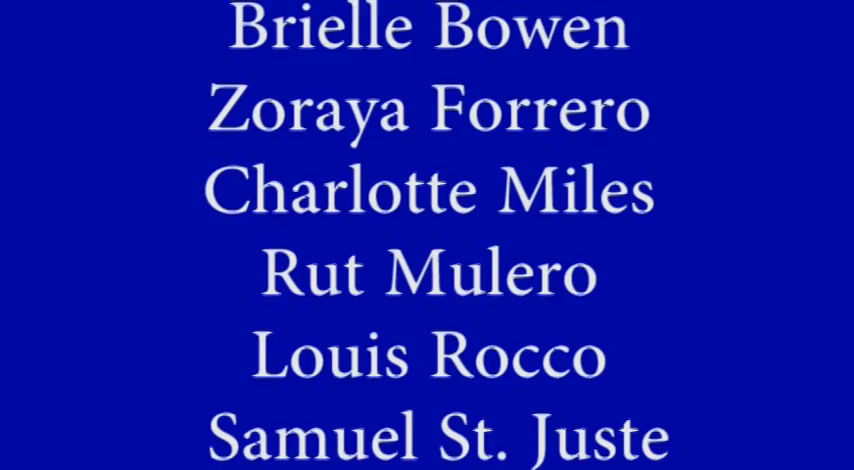 Brielle Bowen
Zoraya Forrero
Charlotte Miles
Rut Mulero
Louis Rocco
Samuel St. Juste